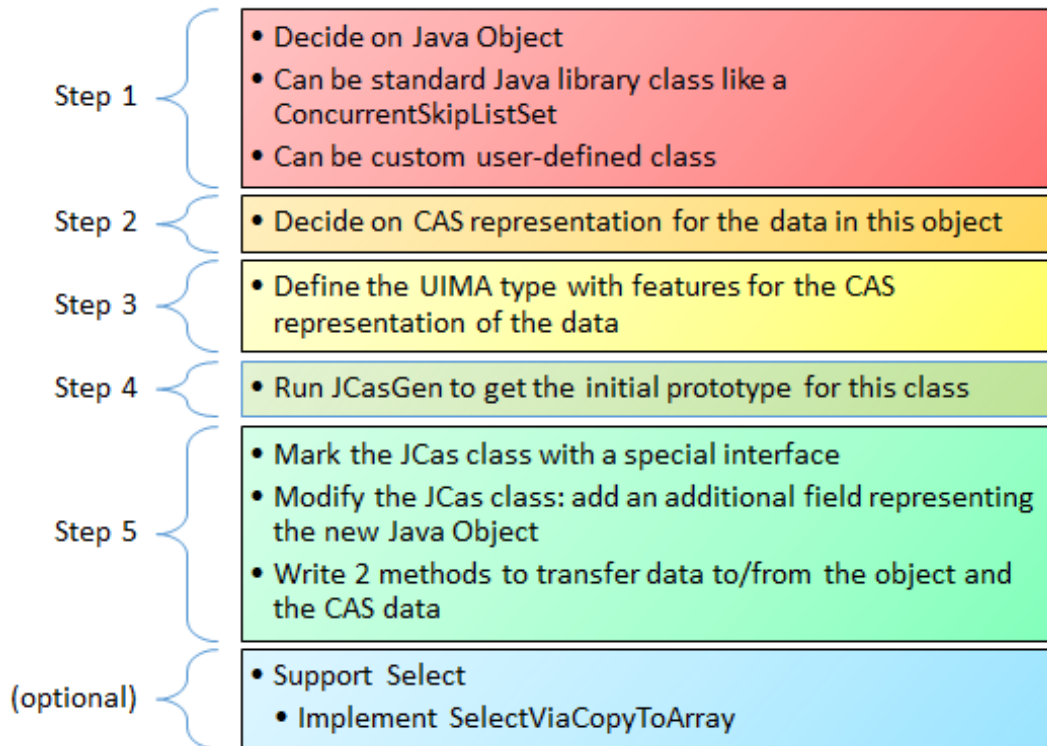 Step 1
• Decide on Java Object
• Can be standard Java library class like a
ConcurrentSkipListSet
• Can be custom user-defined class
Step 2
• Decide on CAS representation for the data in this object
Step 3
• Define the UIMA type with features for the CAS
representation of the data
Step 4
• Run JCasGen to get the initial prototype for this class
Step 5
• Mark the JCas class with a special interface
• Modify the JCas class: add an additional field representing
the new Java Object
• Write 2 methods to transfer data to/from the object and
the CAS data
(optional)
• Support Select
• Implement SelectViaCopyToArray